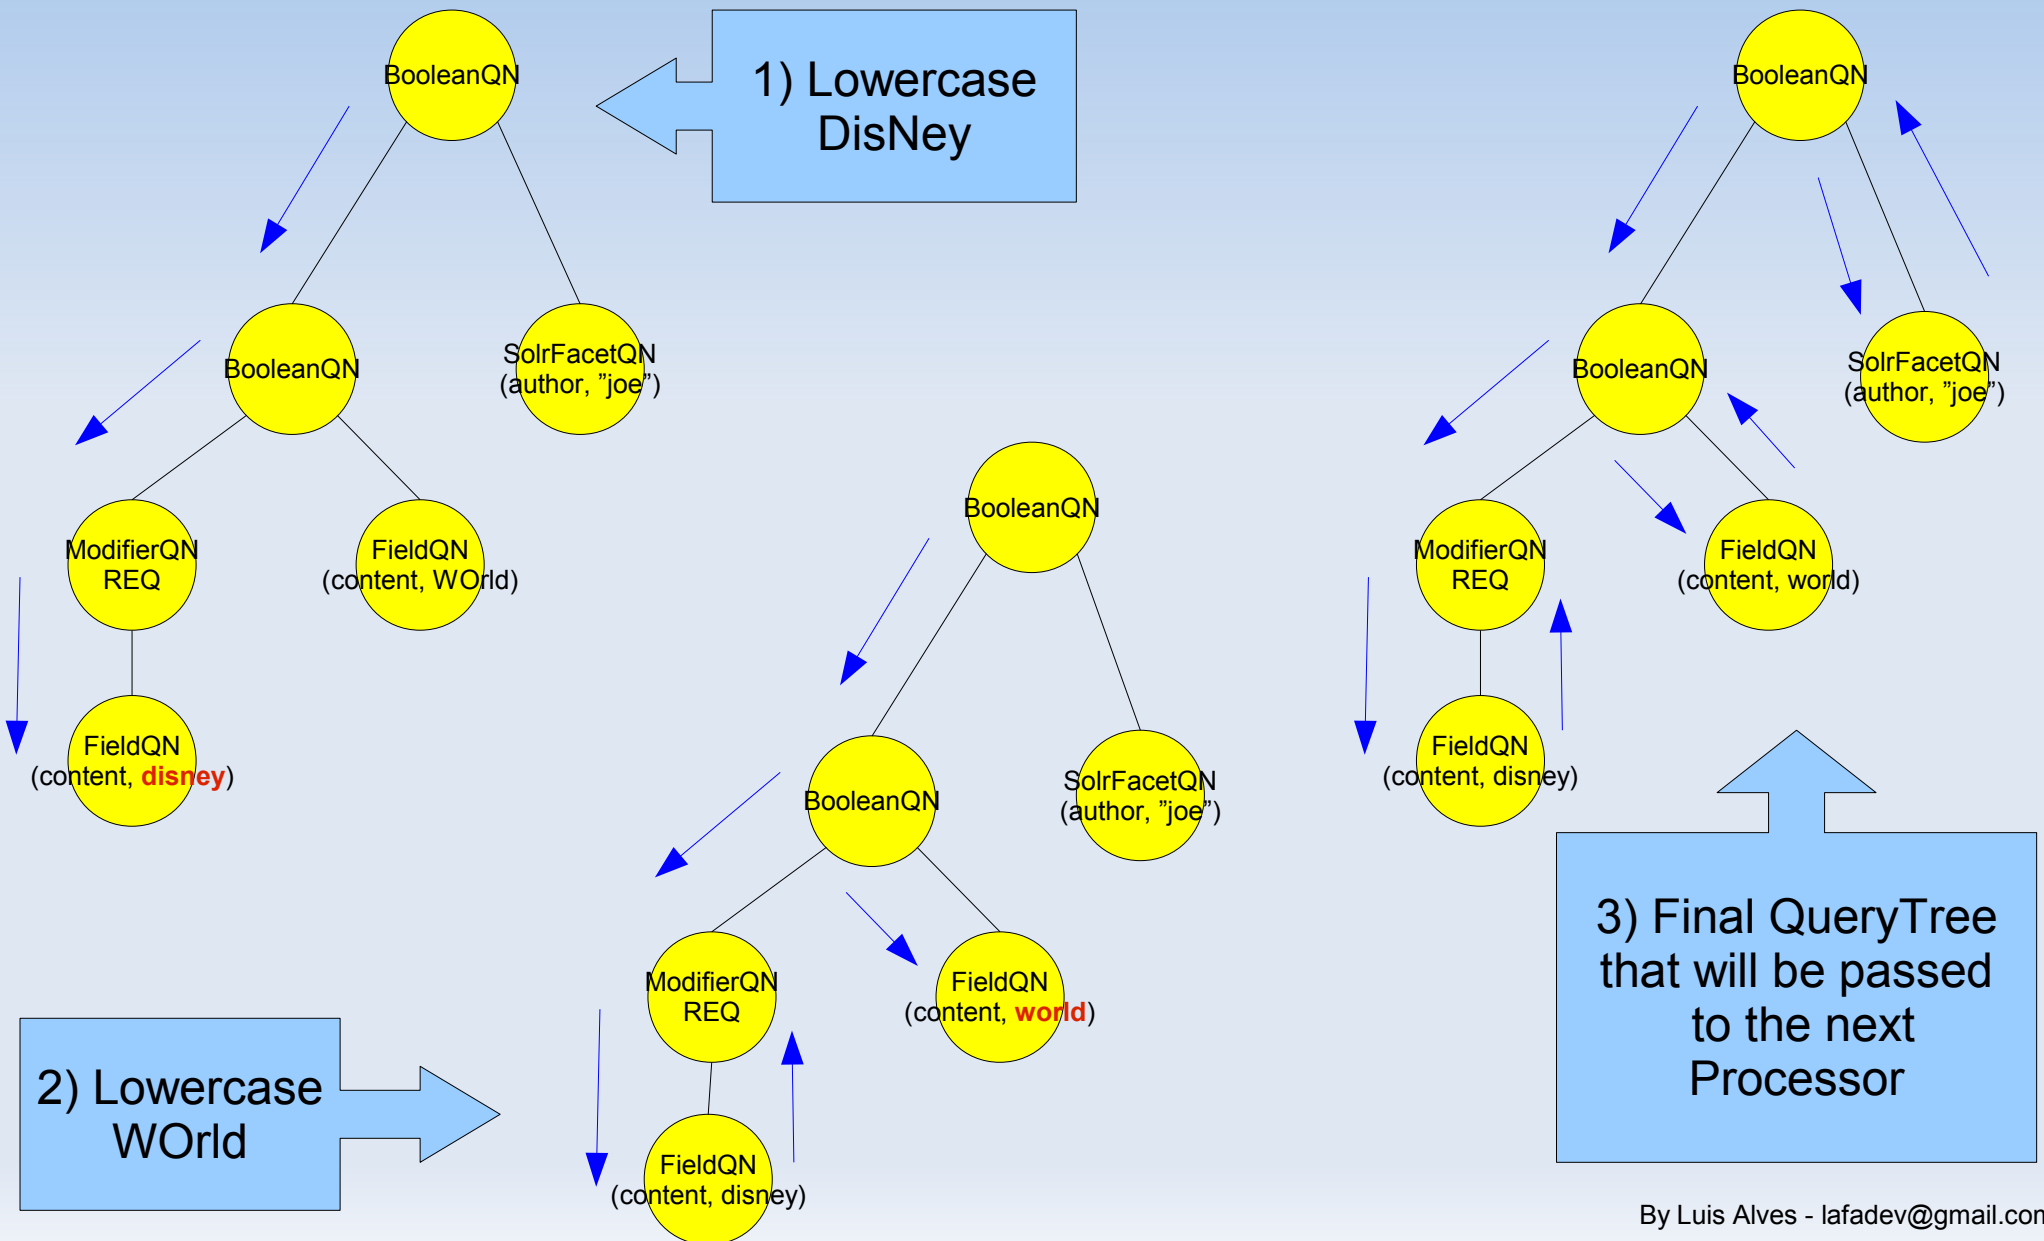 BooleanQN
1) Lowercase
DisNey
BooleanQN
SolrFacetQN
(author, ”joe”)
ModifierQN
REQ
FieldQN
(content, WOrld)
FieldQN
(content, disney)
2) Lowercase
WOrld
BooleanQN
BooleanQN
SolrFacetQN
(author, ”joe”)
ModifierQN
REQ
FieldQN
(content, world)
FieldQN
(content, disney)
BooleanQN
BooleanQN
SolrFacetQN
(author, ”joe”)
ModifierQN
REQ
FieldQN
(content, world)
FieldQN
(content, disney)
3) Final QueryTree
that will be passed
to the next
Processor
By Luis Alves - lafadev@gmail.com